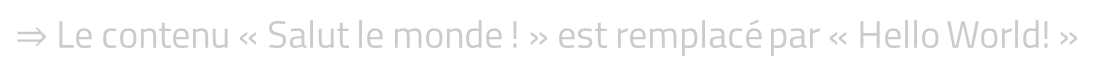 ⇒ Le contenu « Salut le monde ! » est remplacé par « Hello World! »